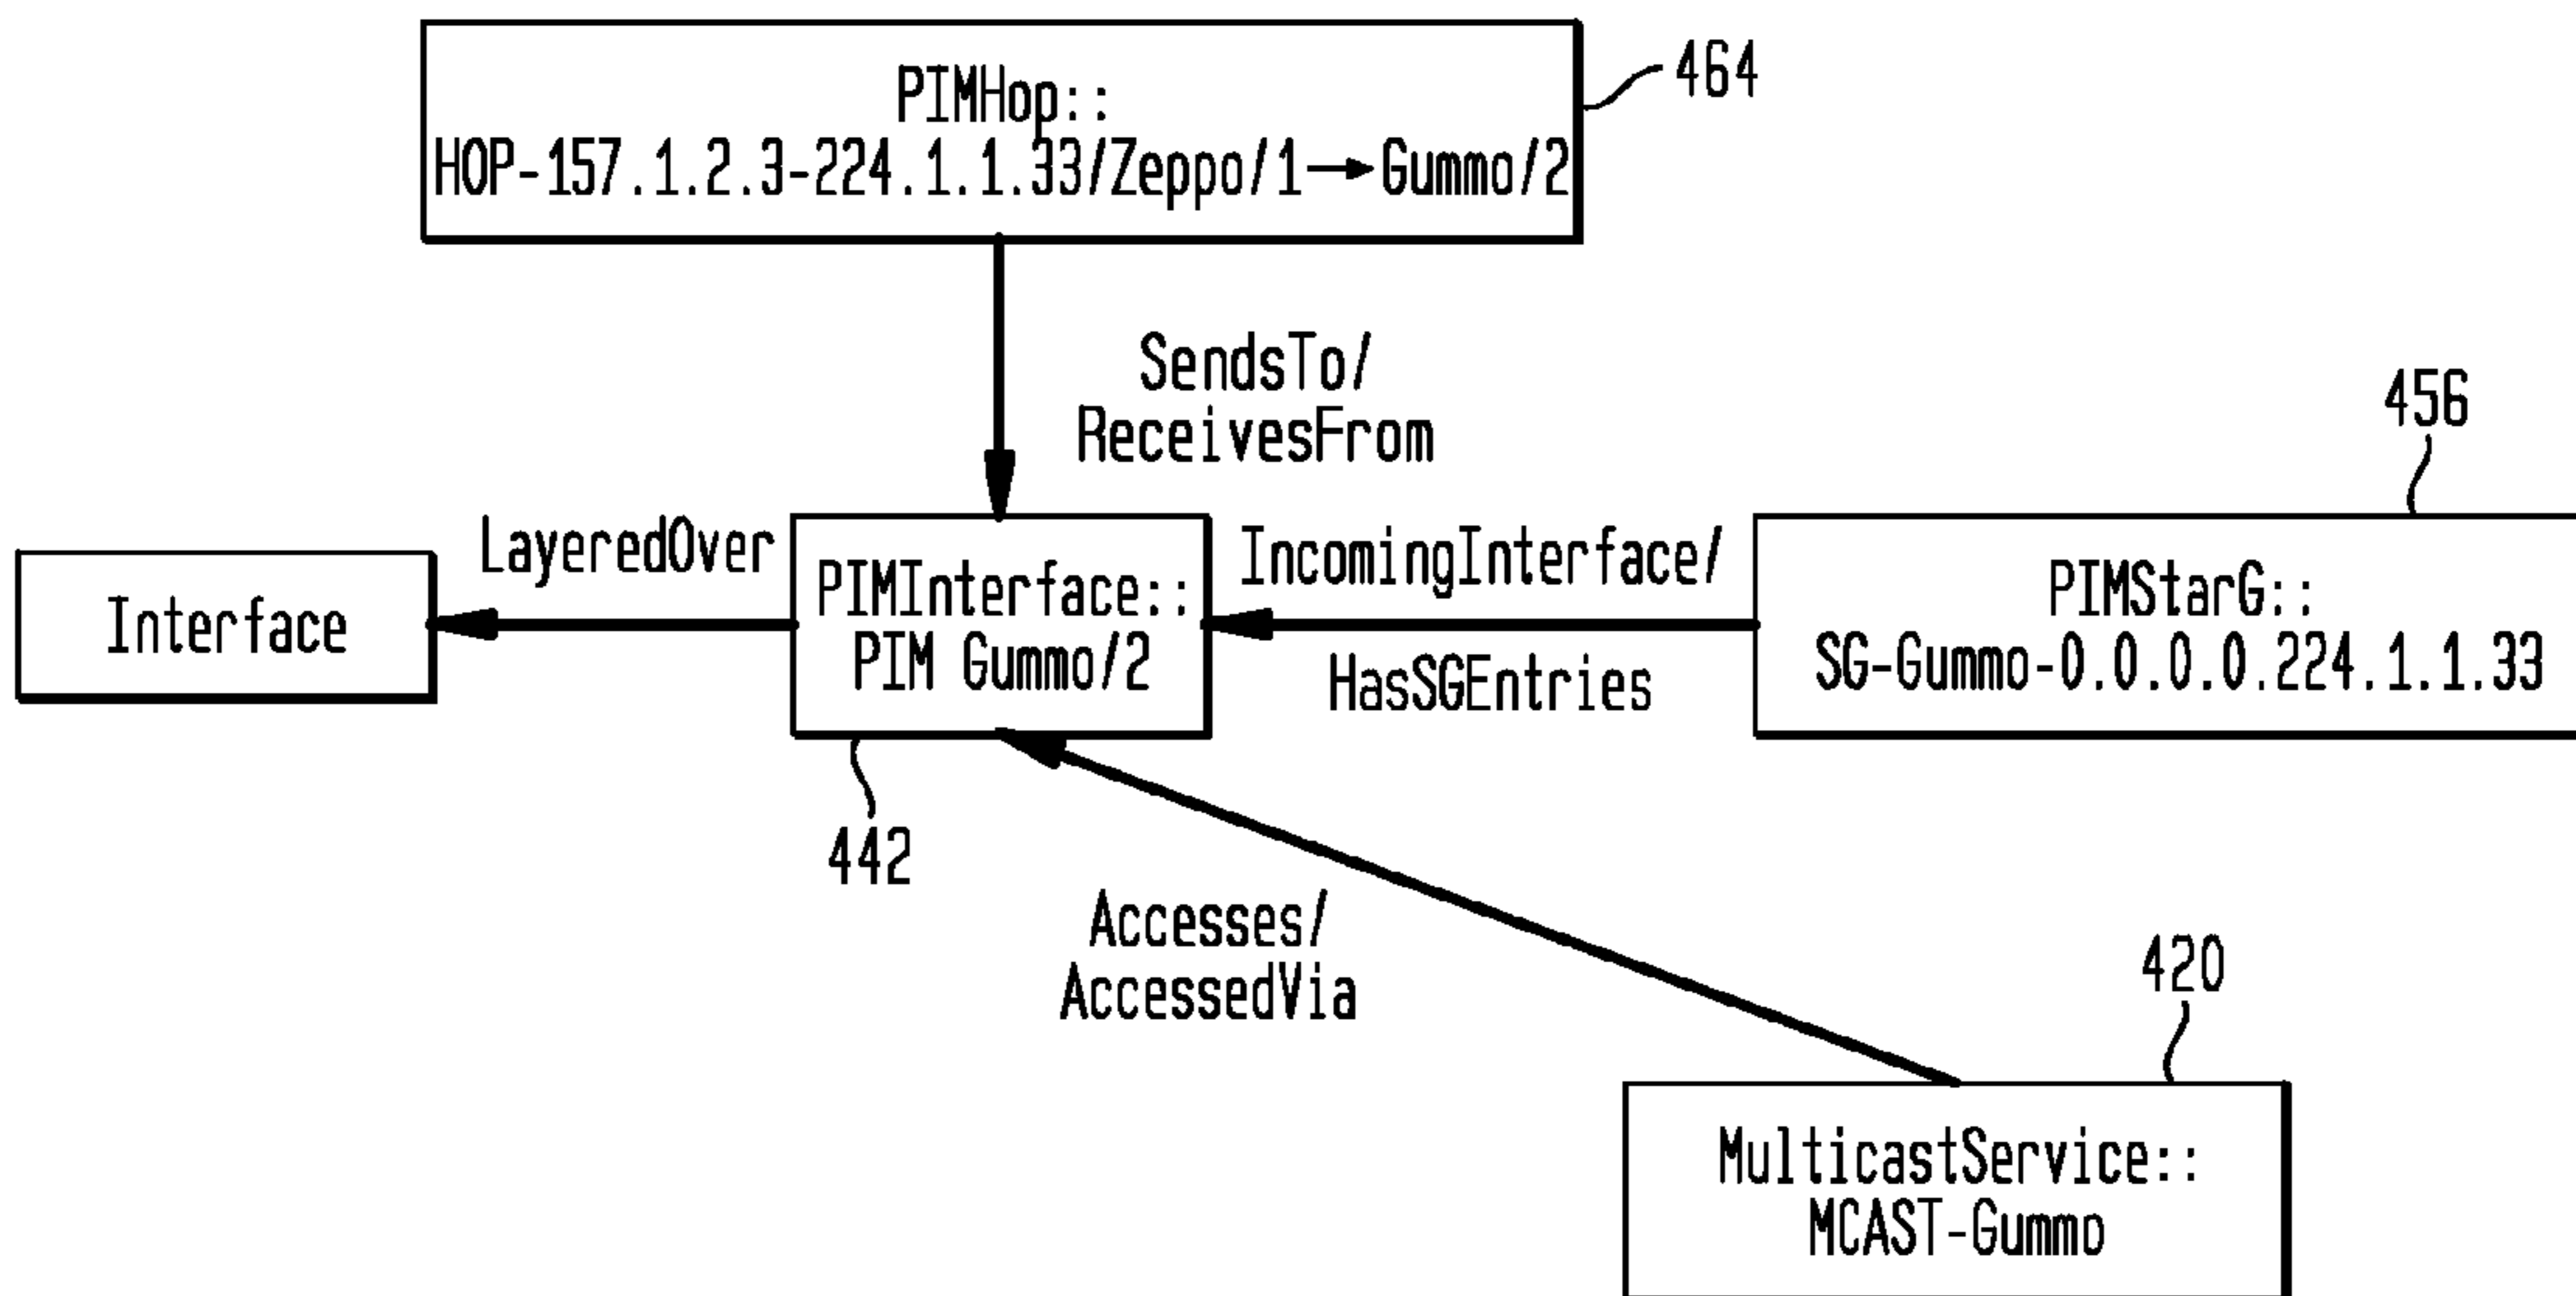 PIMHop::
HOP-157.1.2.3-224.1.1.33/Zeppo/1→Gummo/2
464
SendsTo/
ReceivesFrom
456
LayeredOver
Interface
PIMInterface::
PIM Gummo/2
IncomingInterface/
HasSGEntries
PIMStarG::
SG-Gummo-0.0.0.0.224.1.1.33
442
Accesses/
AccessedVia
420
MulticastService::
MCAST-Gummo